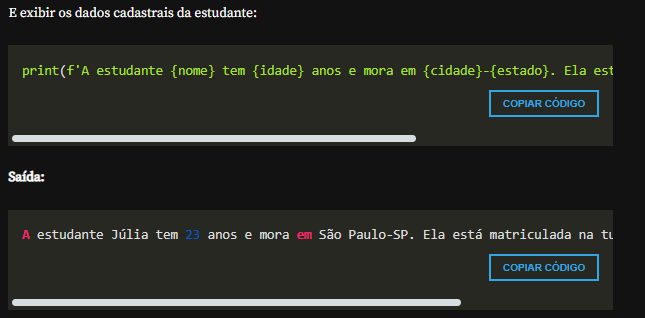 E exibir os dados cadastrais da estudante:
print(f'A estudante {nome} tem {idade} anos e mora em {cidade}-{estado}. Ela est
COPIAR CÓDIGO
Saída:
A estudante Júlia tem 23 anos e mora em São Paulo-SP. Ela está matriculada na tu
COPIAR CÓDIGO